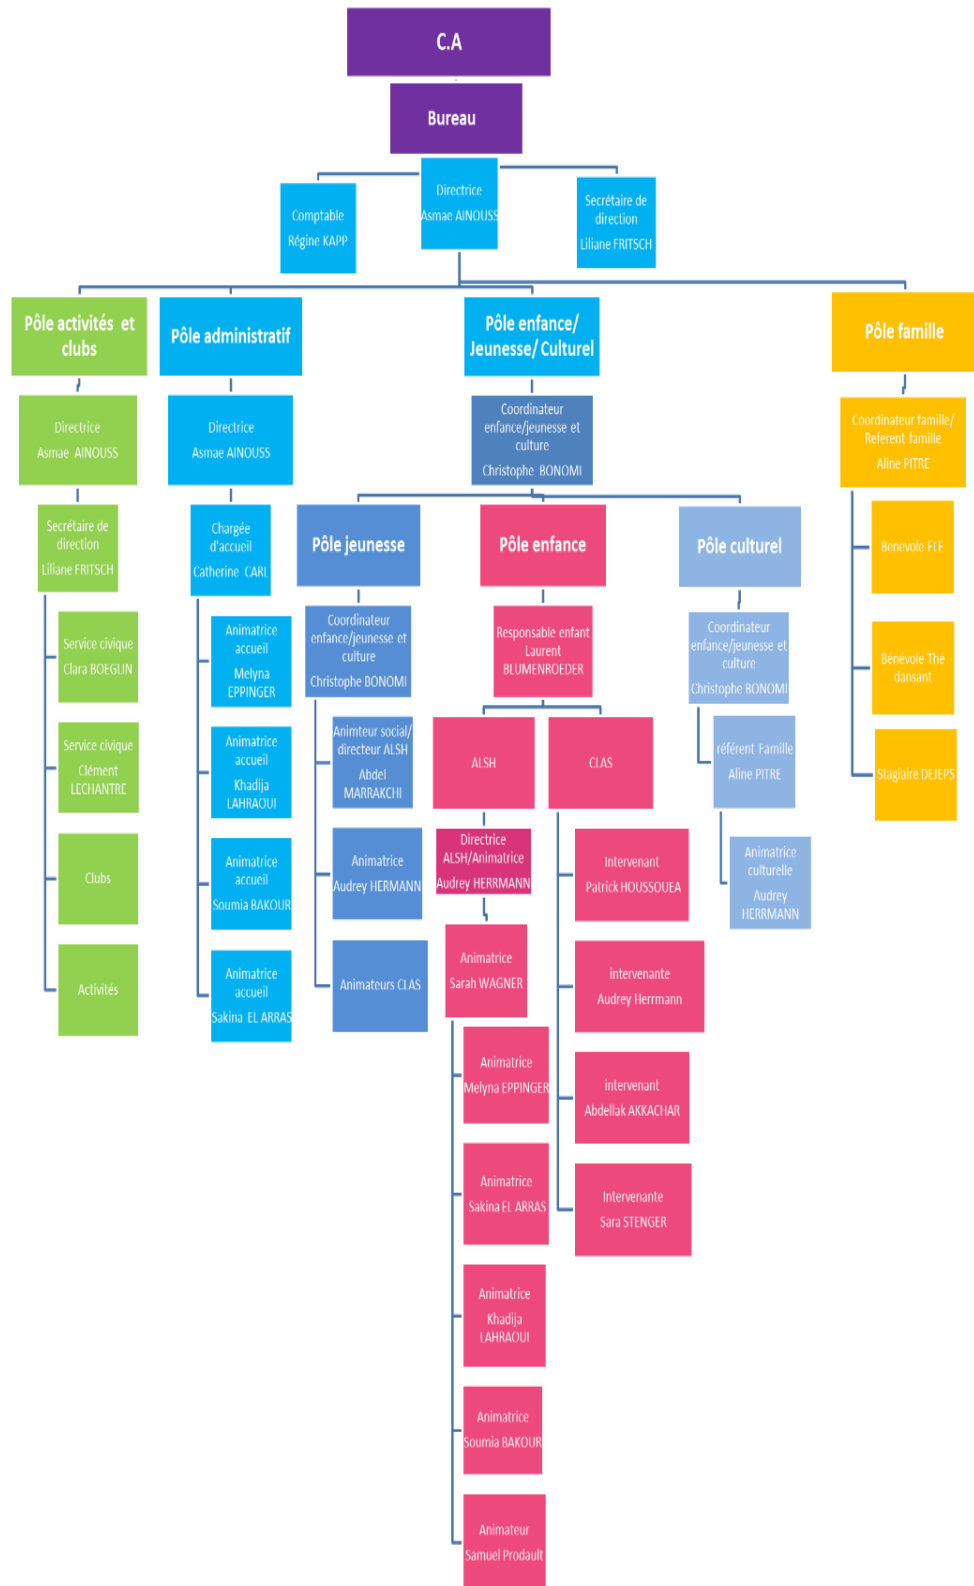 C.A
Bureau
Directrice
Asmae AINOUSS
Comptable
Régine KAPP
Secrétaire de
direction
Liliane FRITSCH
Pôle activités et
clubs
Directrice
Asmae AINOUSS
Secrétaire de
direction
Liliane FRITSCH
Service civique
Clara BOEGLIN
Service civique
Clément
LECHANTRE
Clubs
Activités
Pôle administratif
Directrice
Asmae AINOUSS
Chargée
d'accueil
Catherine CARL
Animatrice
accueil
Melyna
EPPINGER
Animatrice
accueil
Khadija
LAHRAOUI
Animatrice
accueil
Soumia BAKOUR
Animatrice
accueil
Sakina EL ARRAS
Pôle enfance/
Jeunesse/ Culturel
Coordinateur
enfance/jeunesse et
culture
Christophe BONOMI
Pôle jeunesse
Coordinateur
enfance/jeunesse et
culture
Christophe BONOMI
Animteur social/
directeur ALSH
Abdel
MARRAKCHI
Animatrice
Audrey HERMANN
Animateurs CLAS
Pôle enfance
Responsable enfant
Laurent
BLUMENROEDER
ALSH
Directrice
ALSH/Animatrice
Audrey HERRMANN
Animatrice
Sarah WAGNER
Animatrice
Melyna EPPINGER
Animatrice
Sakina EL ARRAS
Animatrice
Khadija
LAHRAOUI
Animatrice
Soumia BAKOUR
Animateur
Samuel Prodault
CLAS
Intervenant
Patrick HOUSSOUEA
intervenante
Audrey Herrmann
intervenant
Abdellak AKKACHAR
Intervenante
Sara STENGER
Pôle culturel
Coordinateur
enfance/jeunesse et
culture
Christophe BONOMI
référent Famille
Aline PITRE
Animatrice
culturelle
Audrey
HERRMANN
Pôle famille
Coordinateur famille/
Referent famille
Aline PITRE
Benevole ELE
Bénévole Thé
dansant
Stagiaire DEJEPS